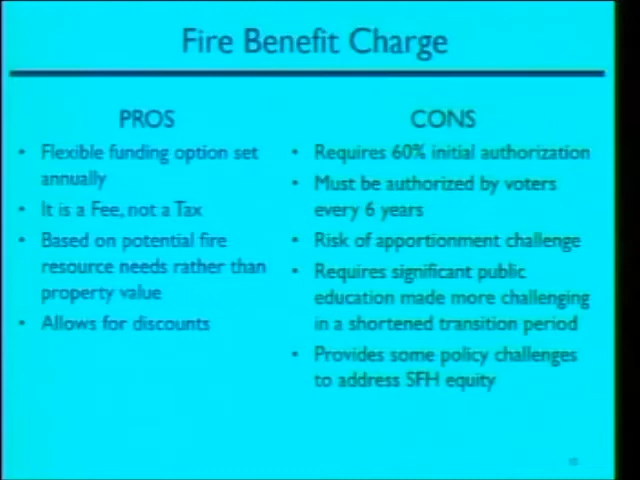 Fire Benefit Charge
PROS
• Flexible funding option set
annually
• It is a Fee, not a Tax
• Based on potential fire
resource needs rather than
property value
• Allows for discounts
CONS
• Requires 60% initial authorization
• Must be authorized by voters
every 6 years
• Risk of apportionment challenge
• Requires significant public
education made more challenging
in a shortened transition period
• Provides some policy challenges
to address SFH equity